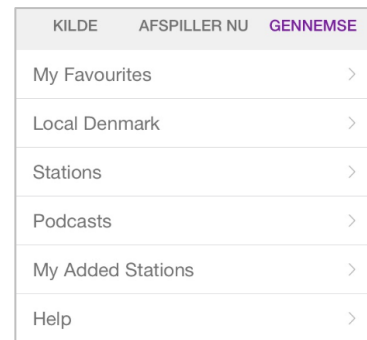 KILDE AFSPILLER NU GENNEMSE
My Favourites
Local Denmark
Stations
Podcasts
My Added Stations
Help